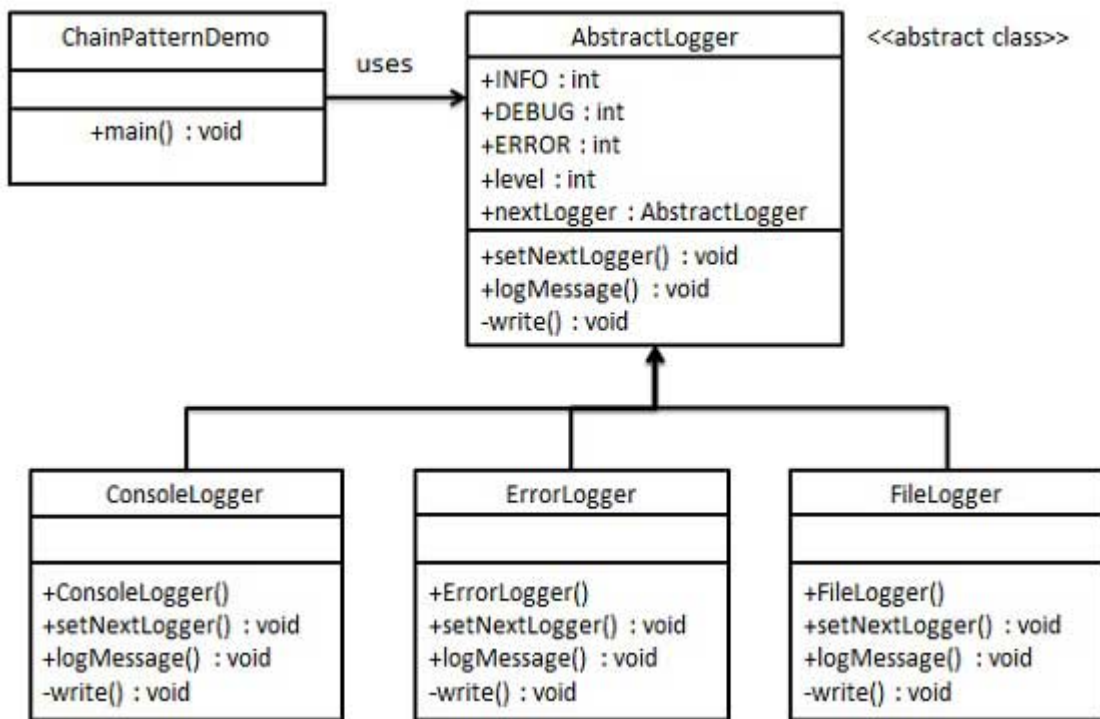 ChainPatternDemo
+main() : void
uses
AbstractLogger
<<abstract class>>
+INFO : int
+DEBUG : int
+ERROR : int
+level : int
+nextLogger : AbstractLogger
+setNextLogger() : void
+logMessage() : void
-write() : void
ConsoleLogger
+ConsoleLogger()
+setNextLogger() : void
+logMessage() : void
-write() : void
ErrorLogger
+ErrorLogger()
+setNextLogger() : void
+logMessage() : void
-write() : void
FileLogger
+FileLogger()
+setNextLogger() : void
+logMessage() : void
-write() : void